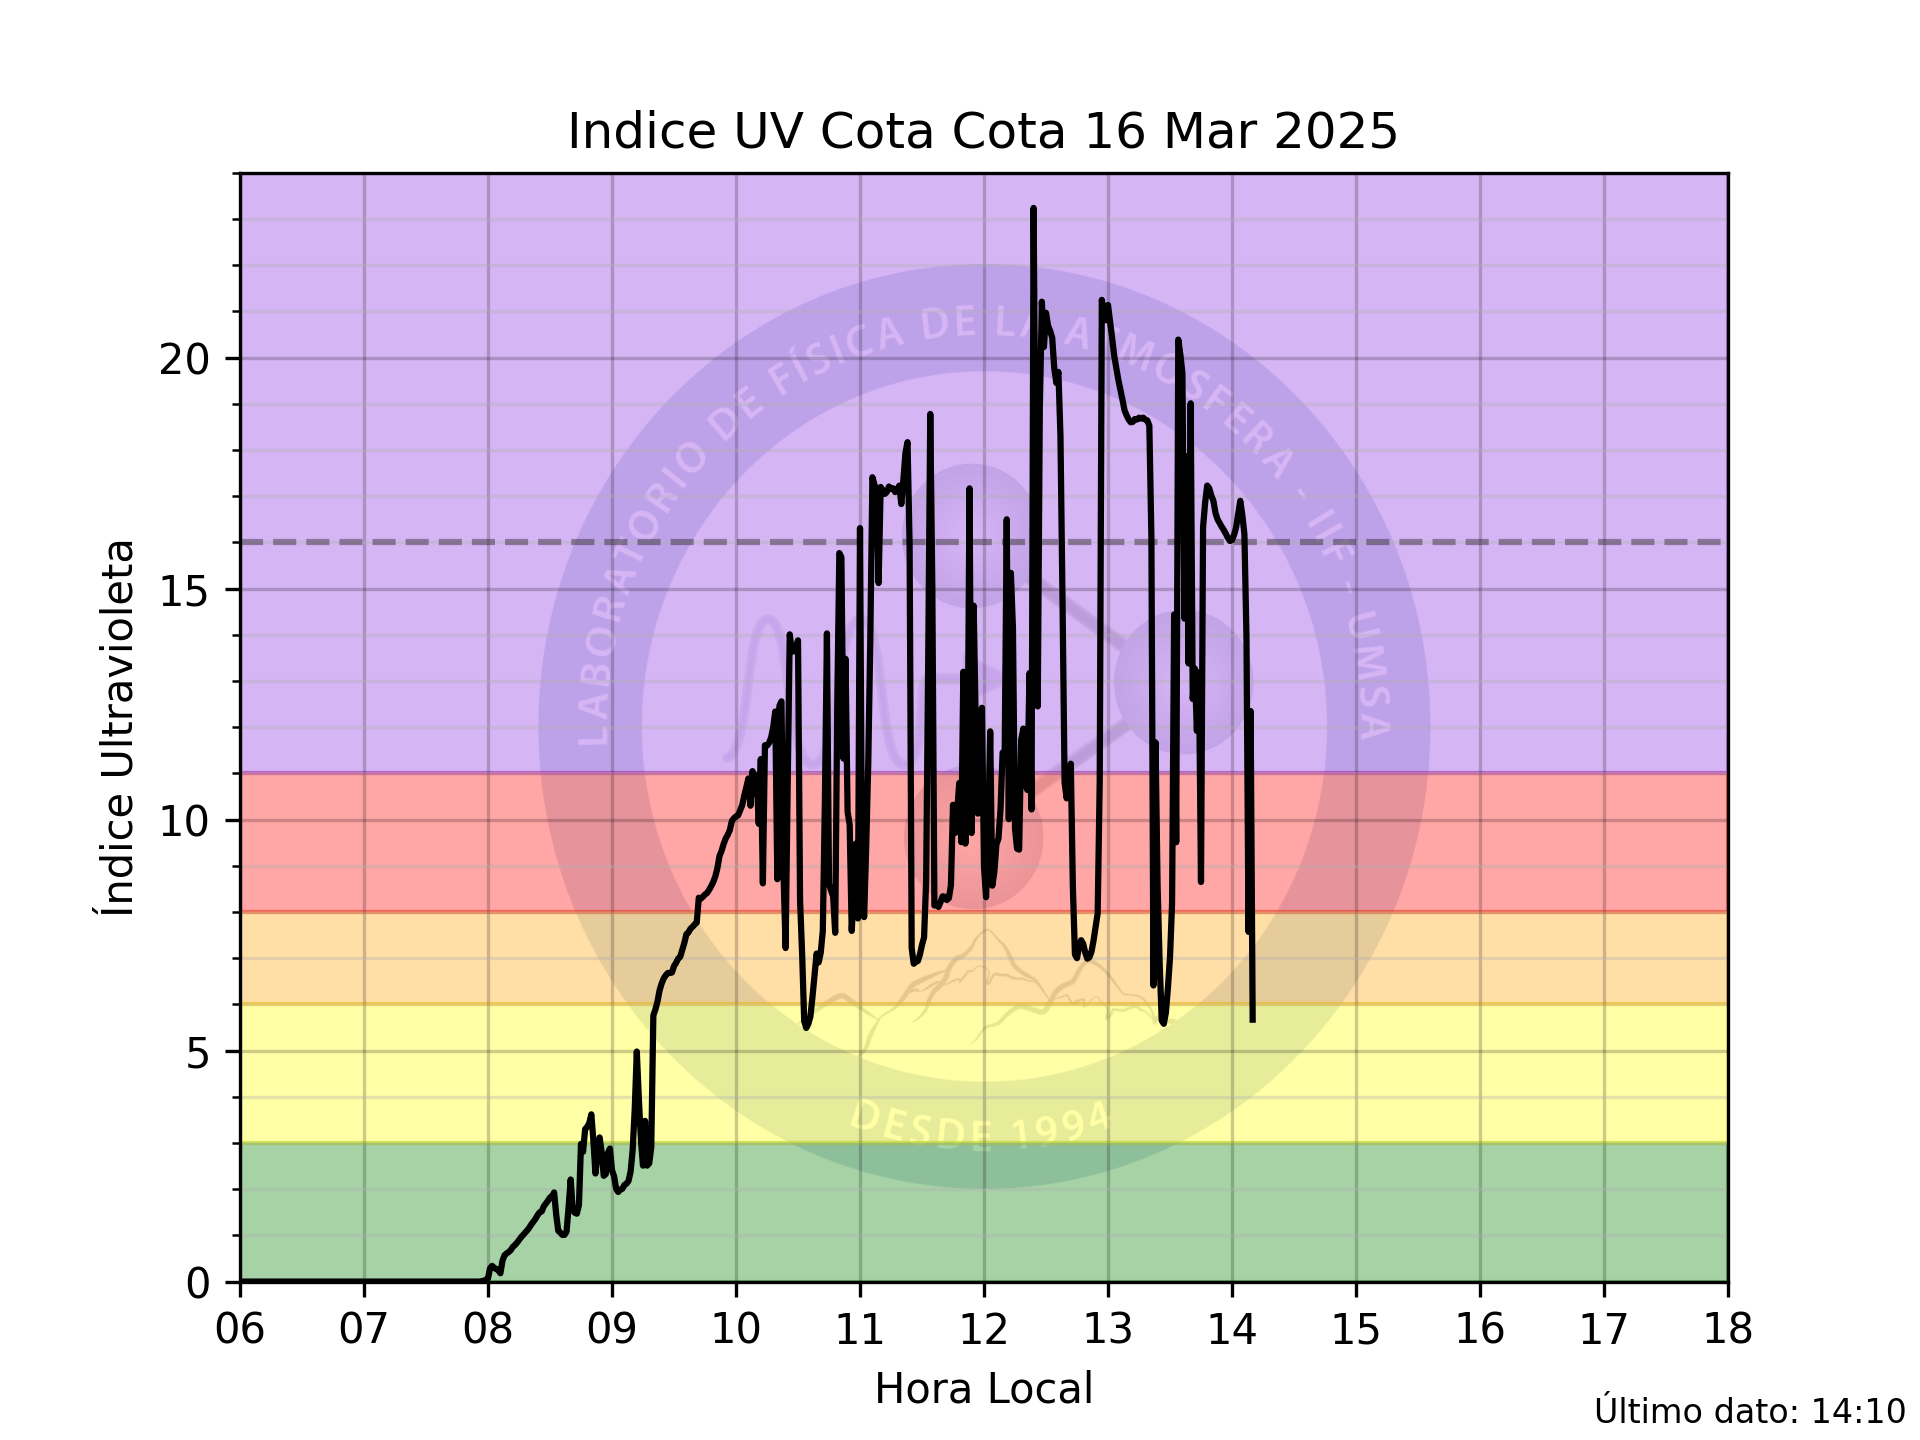 Indice UV Cota Cota 16 Mar 2025
Índice Ultravioleta
20
15
10
5
0
LABORATORIO DE FÍSICA DE LA ATMOSFERA - IIF - UMSA
DESDE 1994
06 07 08 09 10 11 12 13 14 15 16 17 18
Hora Local
Último dato: 14:10